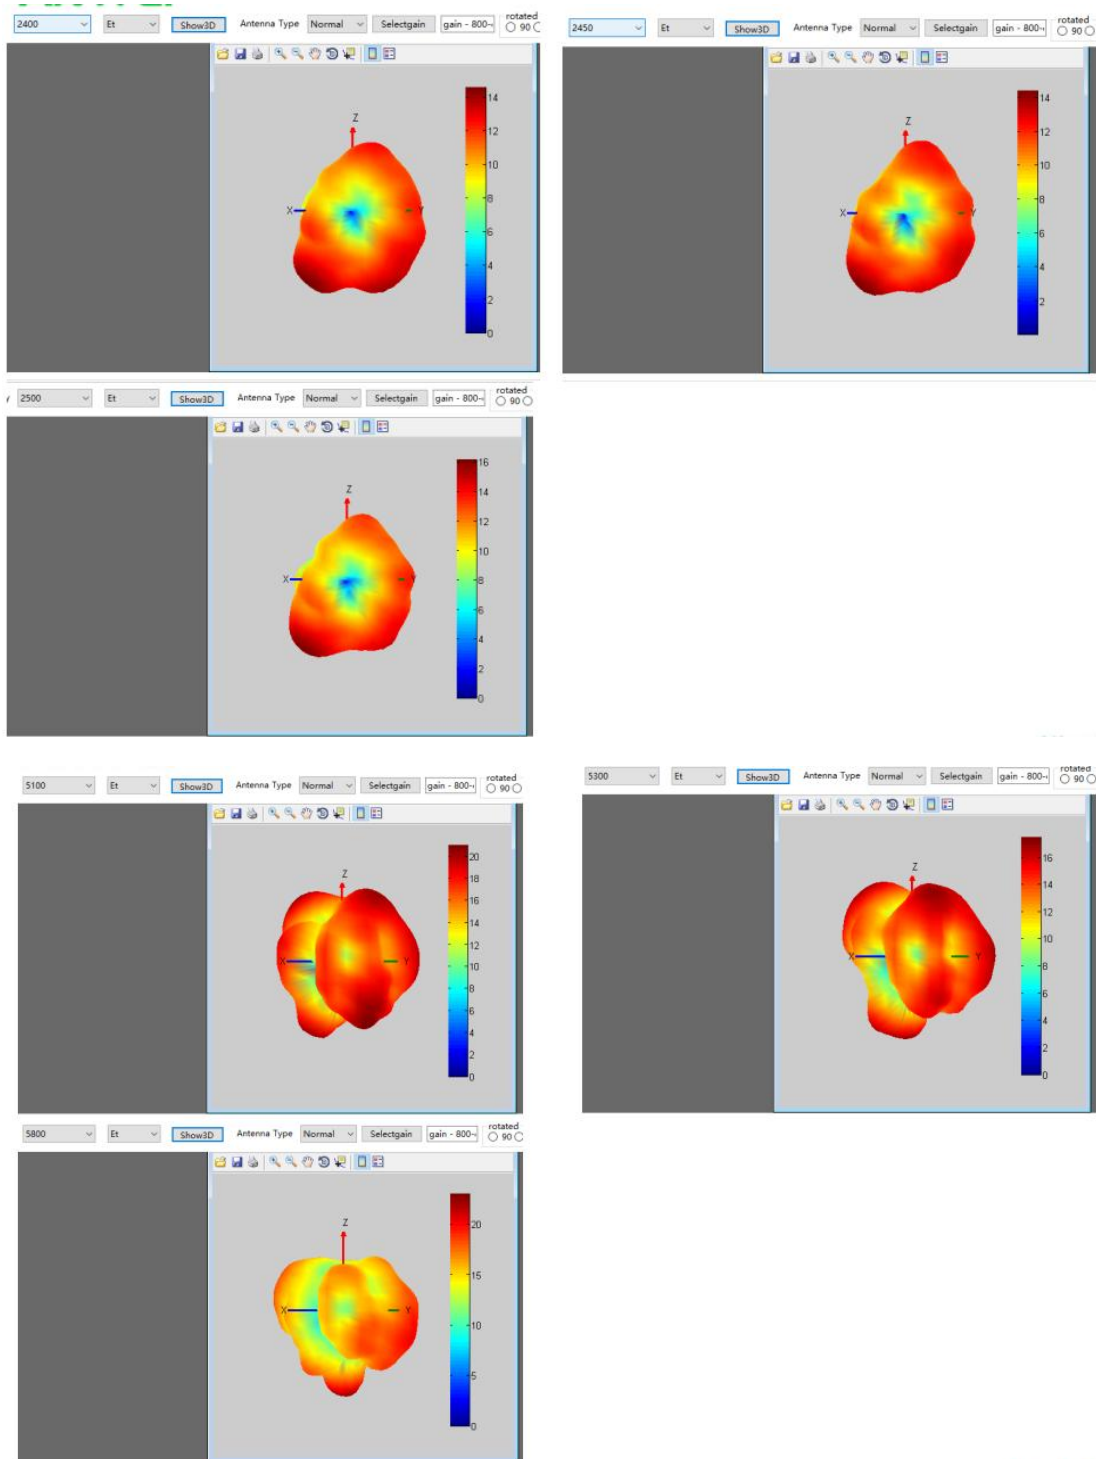 2400 Et Show3D Antenna Type Normal Selectgain gain - 800- rotated 90
Z
X Y
14
12
10
8
6
4
2
0
2450 Et Show3D Antenna Type Normal Selectgain gain - 800- rotated 90
Z
X Y
14
12
10
8
6
4
2
2500 Et Show3D Antenna Type Normal Selectgain gain - 800- rotated 90
Z
X Y
16
14
12
10
8
6
4
2
0
5100 Et Show3D Antenna Type Normal Selectgain gain - 800- rotated 90
Z
X Y
20
18
16
14
12
10
8
6
4
2
0
5300 Et Show3D Antenna Type Normal Selectgain gain - 800- rotated 90
Z
X Y
16
14
12
10
8
6
4
2
0
5800 Et Show3D Antenna Type Normal Selectgain gain - 800- rotated 90
Z
X Y
20
15
10
5
0